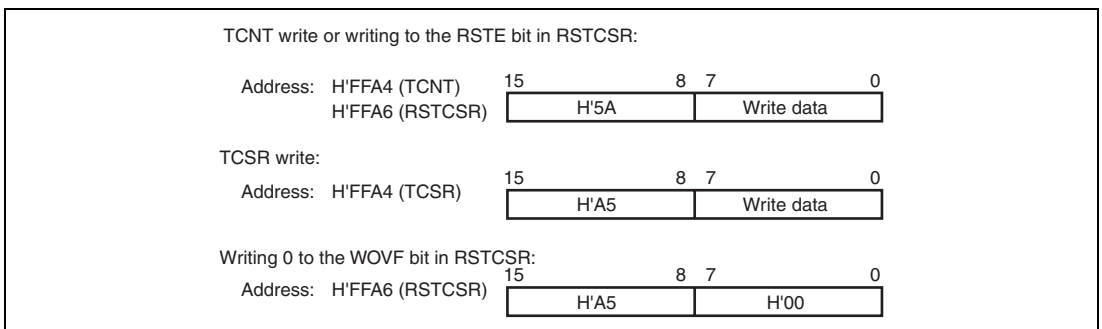 TCNT write or writing to the RSTE bit in RSTCSR:
15 8 7 0
Address: H'FFA4 (TCNT)
H'FFA6 (RSTCSR) H'5A Write data
TCSR write:
15 8 7 0
Address: H'FFA4 (TCSR)
H'A5 Write data
Writing 0 to the WOVF bit in RSTCSR:
15 8 7 0
Address: H'FFA6 (RSTCSR)
H'A5 H'00